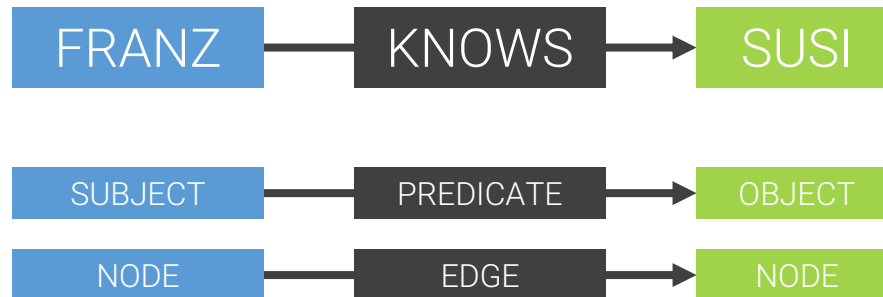 FRANZ KNOWS SUSI
SUBJECT PREDICATE OBJECT
NODE EDGE NODE